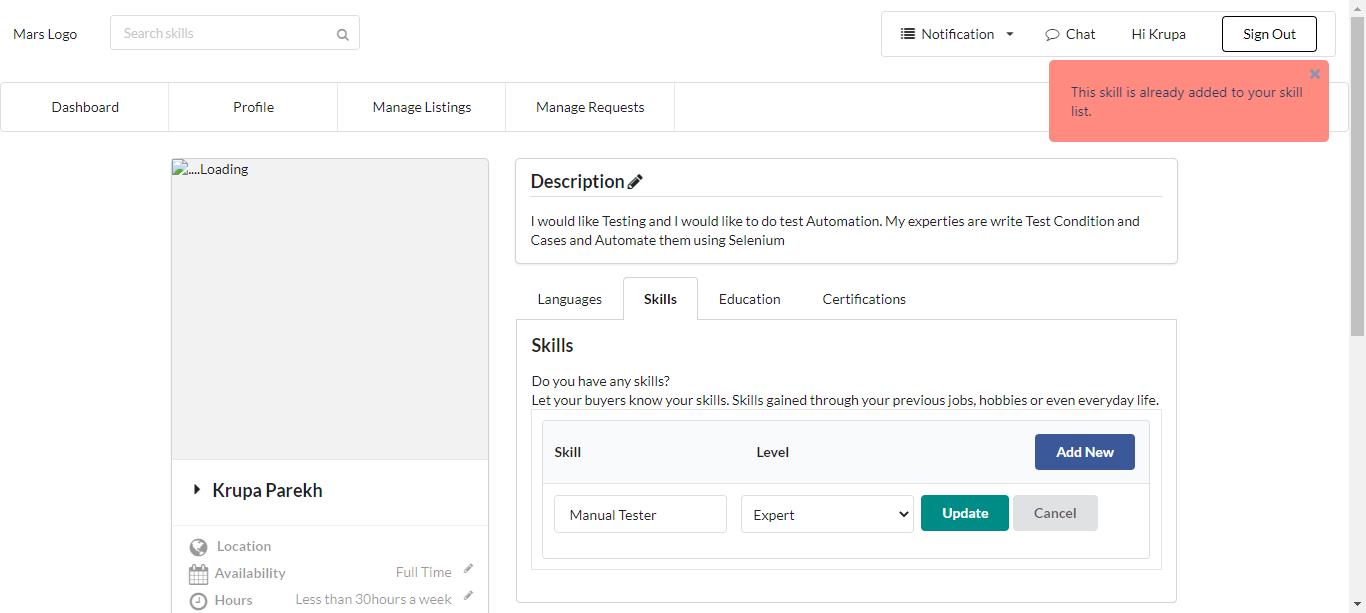 Mars Logo
Search skills
Notification
Chat
Hi Krupa
Sign Out
This skill is already added to your skill
list.
Dashboard
Profile
Manage Listings
Manage Requests
....Loading
Krupa Parekh
Location
Availability
Full Time
Hours
Less than 30hours a week
Description
I would like Testing and I would like to do test Automation. My experties are write Test Condition and
Cases and Automate them using Selenium
Languages
Skills
Education
Certifications
Skills
Do you have any skills?
Let your buyers know your skills. Skills gained through your previous jobs, hobbies or even everyday life.
Skill
Level
Add New
Manual Tester
Expert
Update
Cancel